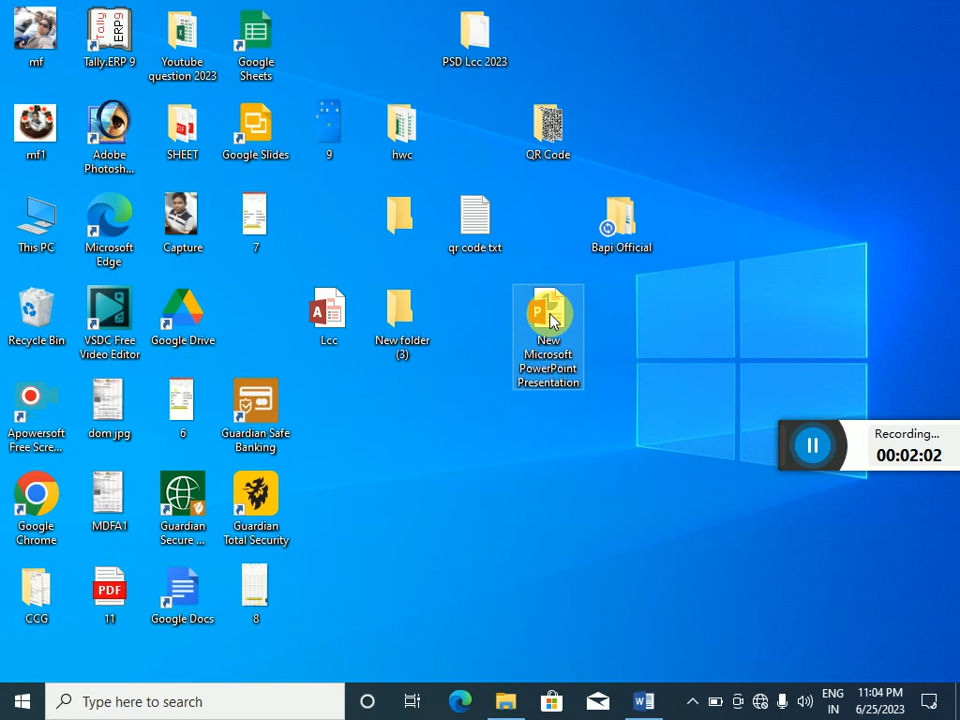 mf
Tally
ERP9
Tally.ERP 9
Youtube
question 2023
Google
Sheets
PSD Lcc 2023
mf1
Adobe
Photosh...
PDF
SHEET
Google Slides
9
hwc
QR Code
This PC
Microsoft
Edge
Capture
7
qr code txt
Bapi Official
Recycle Bin
VSDC Free
Video Editor
Google Drive
A
Lcc
New folder
(3)
P
New
Microsoft
PowerPoint
Presentation
Apowersoft
Free Scre...
dom.jpg
6
Guardian Safe
Banking
Recording...
00:02:02
Google
Chrome
MDFA1
Guardian
Secure ...
Guardian
Total Security
CCG
PDF
11
Google Docs
8
Type here to search
W
ENG
IN
11:04 PM
6/25/2023